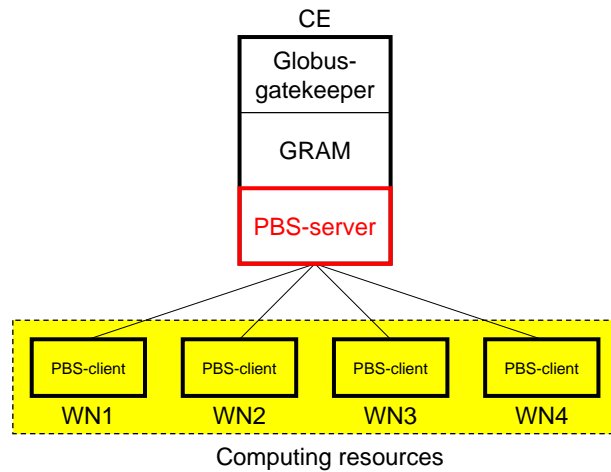 CE
Globus-
gatekeeper
GRAM
PBS-server
PBS-client PBS-client PBS-client PBS-client
WN1 WN2 WN3 WN4
Computing resources